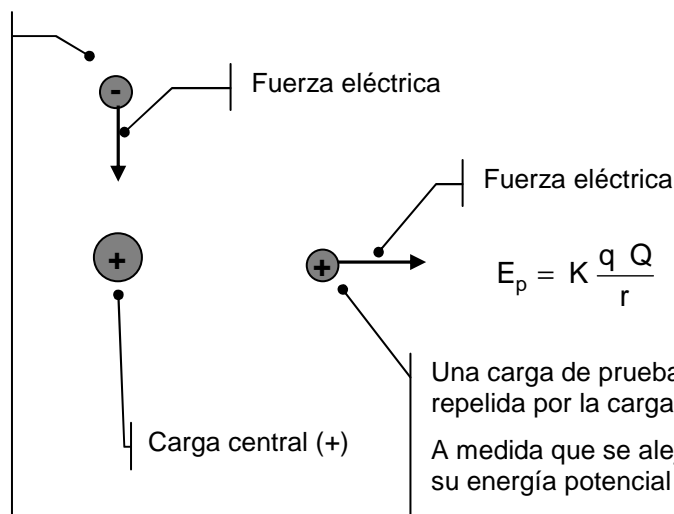 -
Fuerza eléctrica
Fuerza eléctrica
+
+
E_p = K q Q / r
Una carga de prueba
repelida por la carga
Carga central (+)
A medida que se
su energía potencial